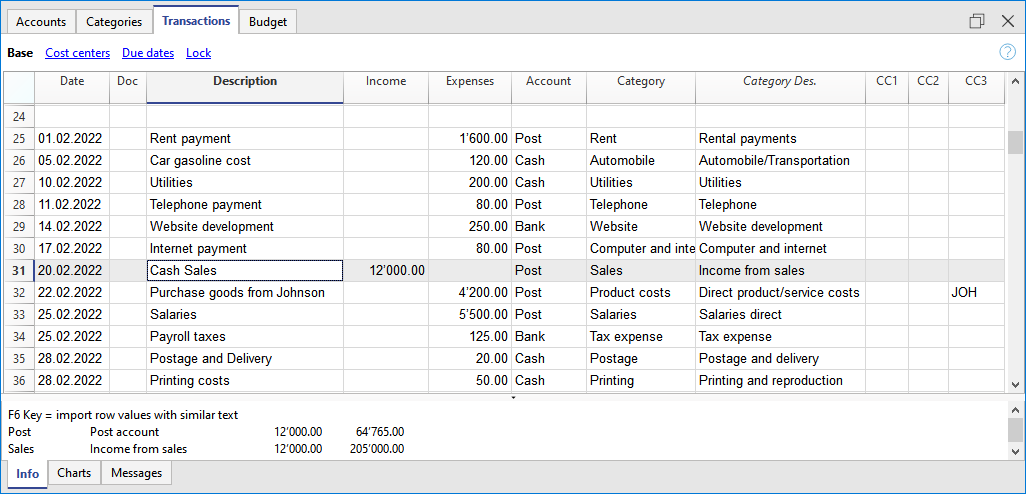 Accounts Categories Transactions Budget
Base Cost centers Due dates Lock ?
Date Doc Description Income Expenses Account Category Category Des. CC1 CC2 CC3
24
25 01.02.2022 Rent payment 1'600.00 Post Rent Rental payments
26 05.02.2022 Car gasoline cost 120.00 Cash Automobile Automobile/Transportation
27 10.02.2022 Utilities 200.00 Cash Utilities Utilities
28 11.02.2022 Telephone payment 80.00 Post Telephone Telephone
29 14.02.2022 Website development 250.00 Bank Website Website development
30 17.02.2022 Internet payment 80.00 Post Computer and inte Computer and internet
31 20.02.2022 Cash Sales 12'000.00 Post Sales Income from sales
32 22.02.2022 Purchase goods from Johnson 4'200.00 Post Product costs Direct product/service costs JOH
33 25.02.2022 Salaries 5'500.00 Post Salaries Salaries direct
34 25.02.2022 Payroll taxes 125.00 Bank Tax expense Tax expense
35 28.02.2022 Postage and Delivery 20.00 Cash Postage Postage and delivery
36 28.02.2022 Printing costs 50.00 Cash Printing Printing and reproduction
F6 Key = import row values with similar text
Post Post account 12'000.00 64'765.00
Sales Income from sales 12'000.00 205'000.00
Info Charts Messages